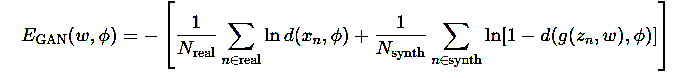 E_GAN(w, ϕ) = − [ 1/N_real ∑_{n∈real} ln d(x_n, ϕ) + 1/N_synth ∑_{n∈synth} ln[1 − d(g(z_n, w), ϕ)] ]